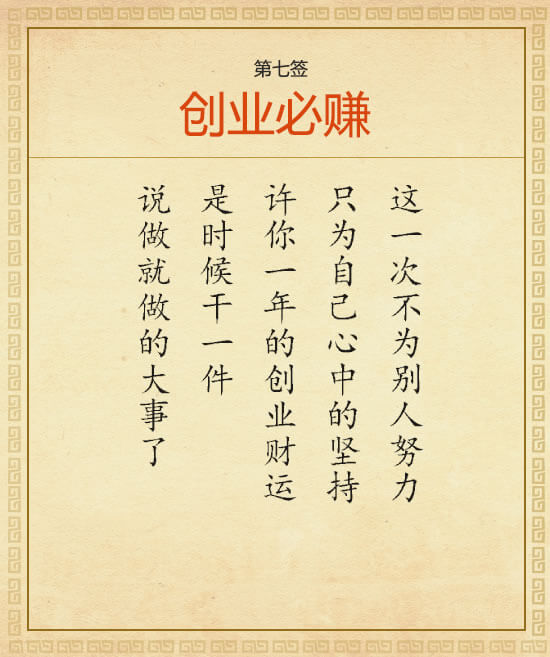 第七签
创业必赚
这一次不为别人努力
只为自己心中的坚持
许你一年的创业财运
是时候干一件
说做就做的大事了